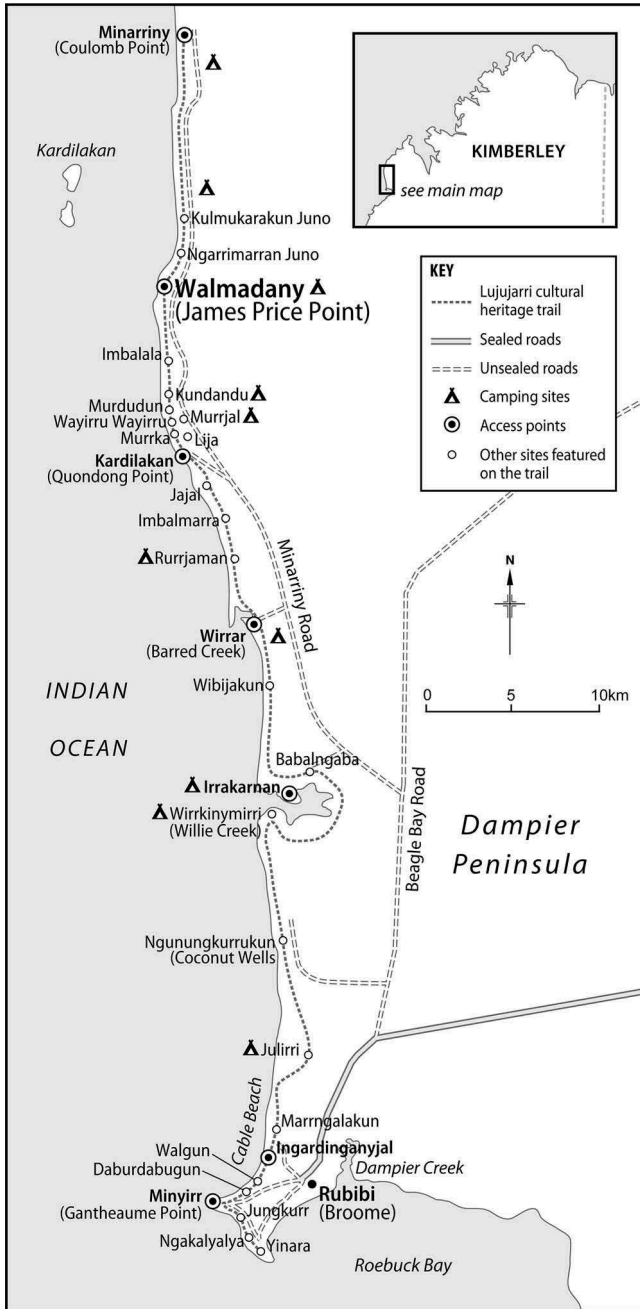 Minarriny
(Coulomb Point)
Kardilakan
KIMBERLEY
see main map
Kulmukarakun Juno
Ngarrimarran Juno
Walmadany
(James Price Point)
KEY
Lujujarri cultural
heritage trail
Sealed roads
Unsealed roads
Camping sites
Access points
Other sites featured
on the trail
Imbalala
Kundandu
Murdudun
Murrjal
Wayirru Wayirru
Murrka
Lija
Kardilakan
(Quondong Point)
Jajal
Imbalmarra
Rurrjaman
Minarriny Road
N
Wirrar
(Barred Creek)
Wibijakun
INDIAN
OCEAN
0 5 10km
Babalngaba
Irrakarnan
Wirrkinymirri
(Willie Creek)
Beagle Bay Road
Dampier
Peninsula
Ngunungkurrukun
(Coconut Wells
Julirri
Cable Beach
Marrngalakun
Ingardinganyjal
Walgun
Dampier Creek
Daburdabugun
Minyirr
(Gantheaume Point)
Rubibi
(Broome)
Jungkurr
Ngakalyalya
Yinara
Roebuck Bay